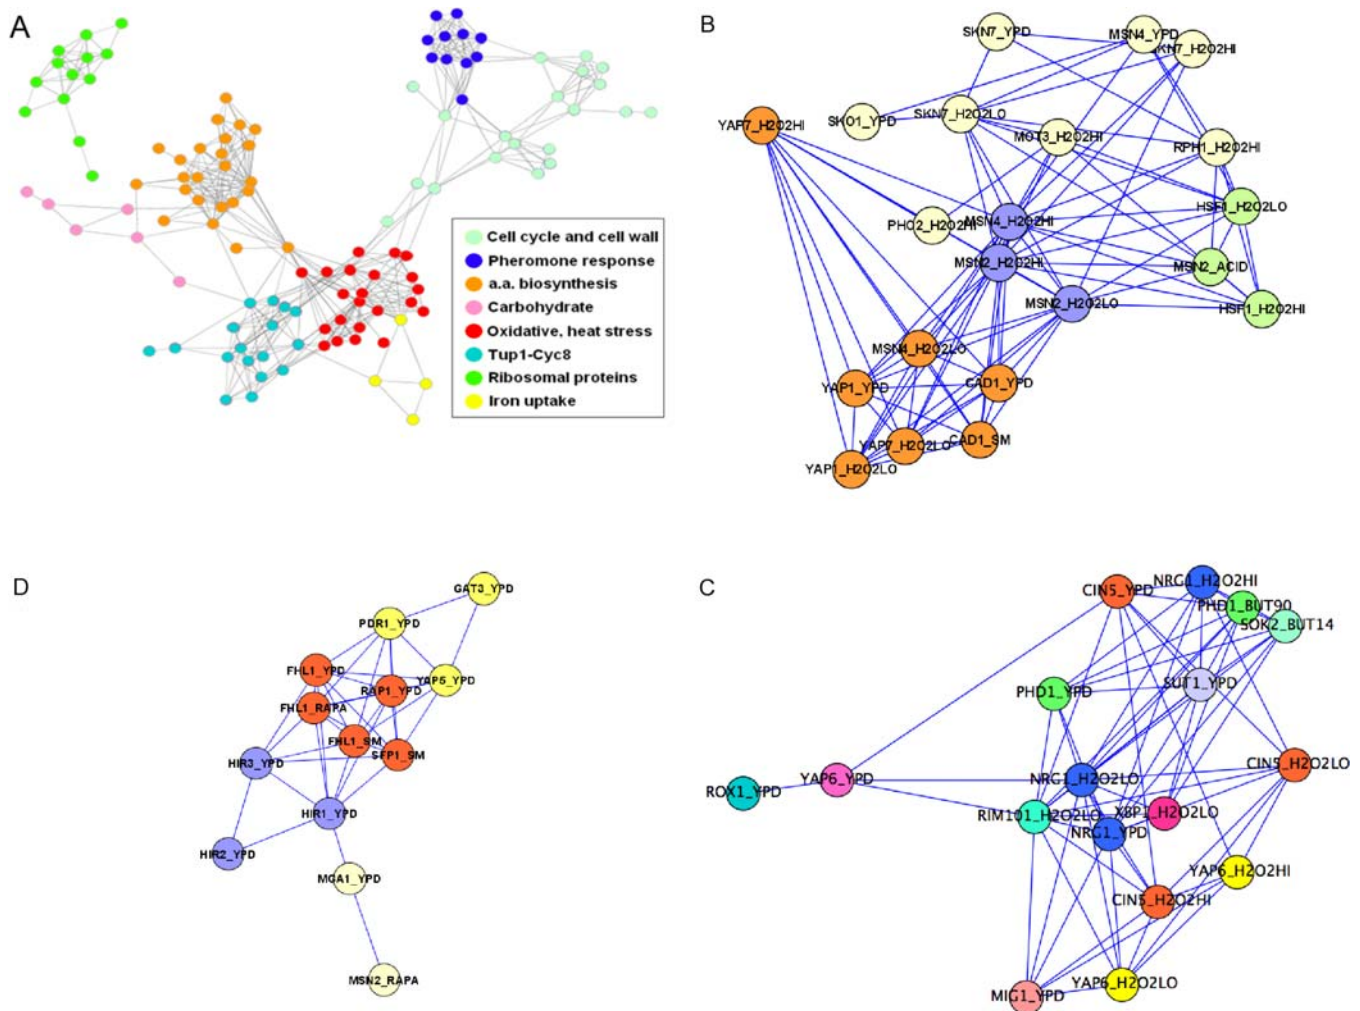 A
Cell cycle and cell wall
Pheromone response
a.a. biosynthesis
Carbohydrate
Oxidative, heat stress
Tup1-Cyc8
Ribosomal proteins
Iron uptake
B
SKN7_YPD
MSN4_YPD
KN7_H2O2HI
YAP7_H2O2HI
SKO1_YPD
SKN7_H2O2LO
MOT3_H2O2HI
RPH1_H2O2HI
HSF1_H2O2LO
PHO2_H2O2HI
MSN4_H2O2HI
MSN2_H2O2HI
MSN2_ACID
MSN2_H2O2LO
HSF1_H2O2HI
MSN4_H2O2LO
YAP1_YPD
CAD1_YPD
YAP7_H2O2LO
CAD1_SM
YAP1_H2O2LO
D
GAT3_YPD
PDR1_YPD
FHL1_YPD
RAP1_YPD
YAP5_YPD
FHL1_RAPA
FHL1_SM
SFP1_SM
HIR3_YPD
HIR1_YPD
HIR2_YPD
MGA1_YPD
MSN2_RAPA
C
CIN5_YPD
NRG1_H2O2HI
PHD1_BUT90
SOK2_BUT14
PHD1_YPD
SUT1_YPD
CIN5_H2O2LO
ROX1_YPD
YAP6_YPD
NRG1_H2O2LO
RIM101_H2O2LO
XBP1_H2O2LO
NRG1_YPD
YAP6_H2O2HI
CIN5_H2O2HI
MIG1_YPD
YAP6_H2O2LO